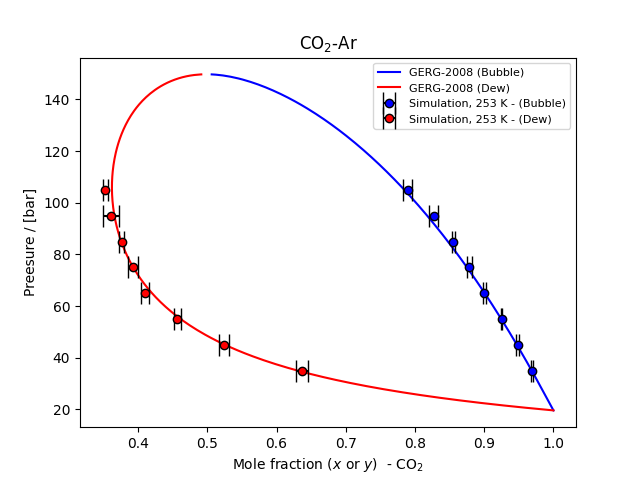 CO₂-Ar
GERG-2008 (Bubble)
GERG-2008 (Dew)
Simulation, 253 K - (Bubble)
Simulation, 253 K - (Dew)
Preesure / [bar]
140
120
100
80
60
40
20
0.4 0.5 0.6 0.7 0.8 0.9 1.0
Mole fraction (x or y) - CO₂